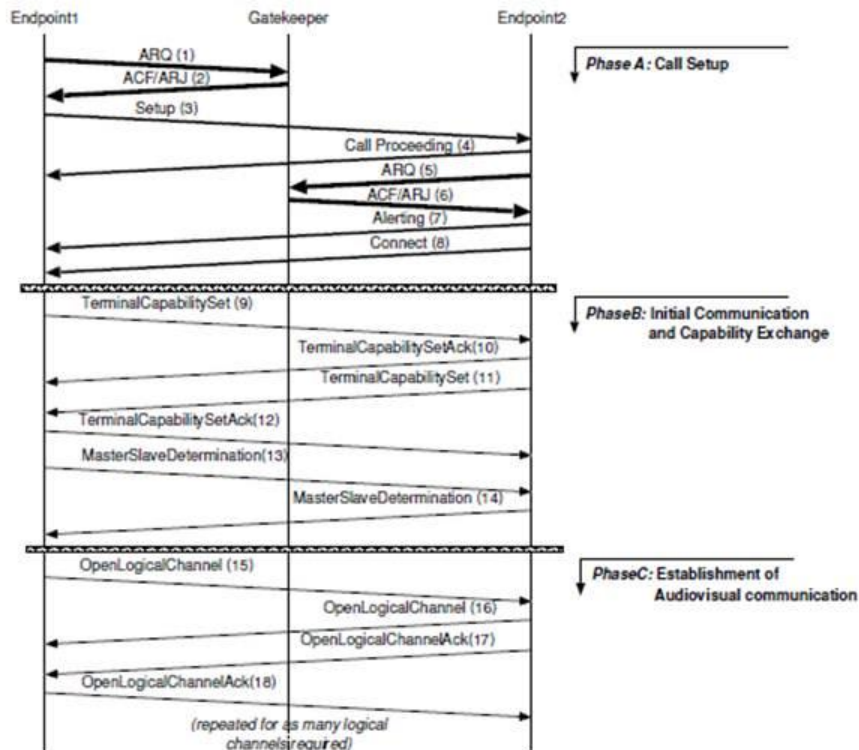 Endpoint1 Gatekeeper Endpoint2
ARQ (1)
Phase A: Call Setup
ACF/ARJ (2)
Setup (3)
Call Proceeding (4)
ARQ (5)
ACF/ARJ (6)
Alerting (7)
Connect (8)
TerminalCapabilitySet (9)
PhaseB: Initial Communication
and Capability Exchange
TerminalCapabilitySetAck(10)
TerminalCapabilitySet (11)
TerminalCapabilitySetAck(12)
MasterSlaveDetermination(13)
MasterSlaveDetermination (14)
OpenLogicalChannel (15)
PhaseC: Establishment of
Audiovisual communication
OpenLogicalChannel (16)
OpenLogicalChannelAck(17)
OpenLogicalChannelAck(18)
(repeated for as many logical
channels required)